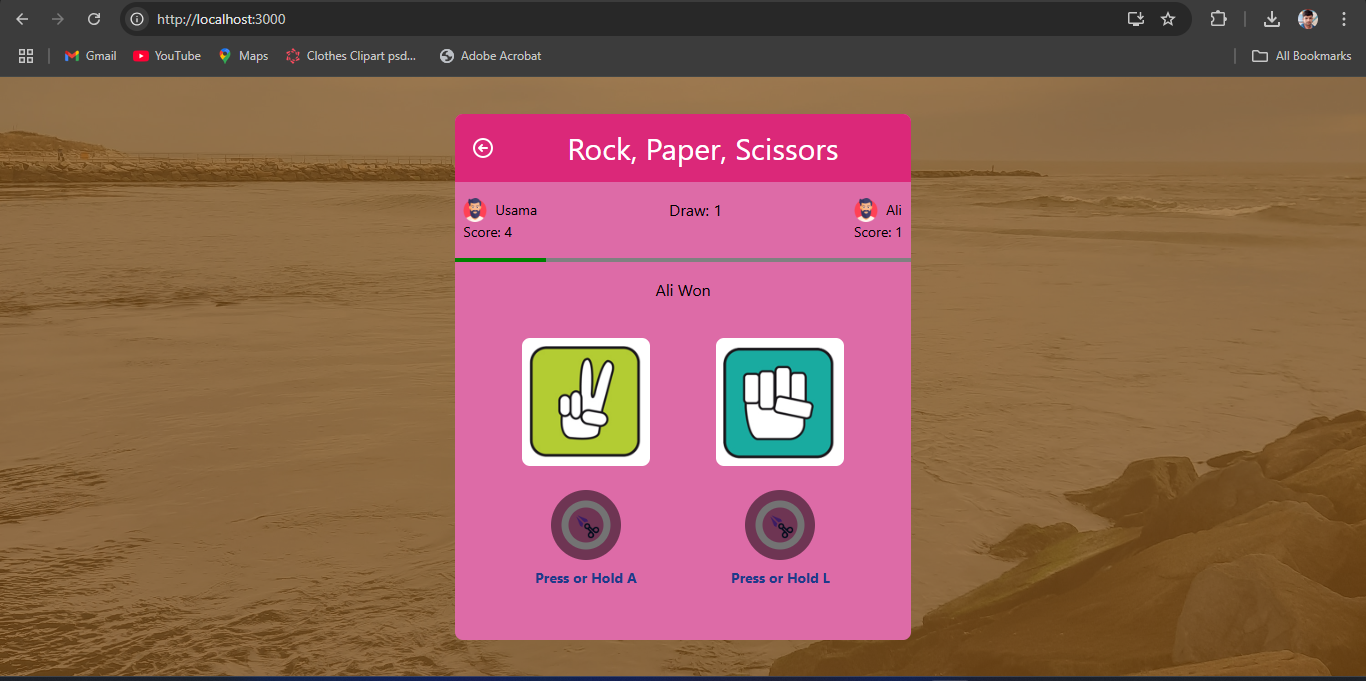 http://localhost:3000
Gmail YouTube Maps Clothes Clipart psd... Adobe Acrobat All Bookmarks
Rock, Paper, Scissors
Usama Draw: 1 Ali
Score: 4 Score: 1
Ali Won
Press or Hold A Press or Hold L